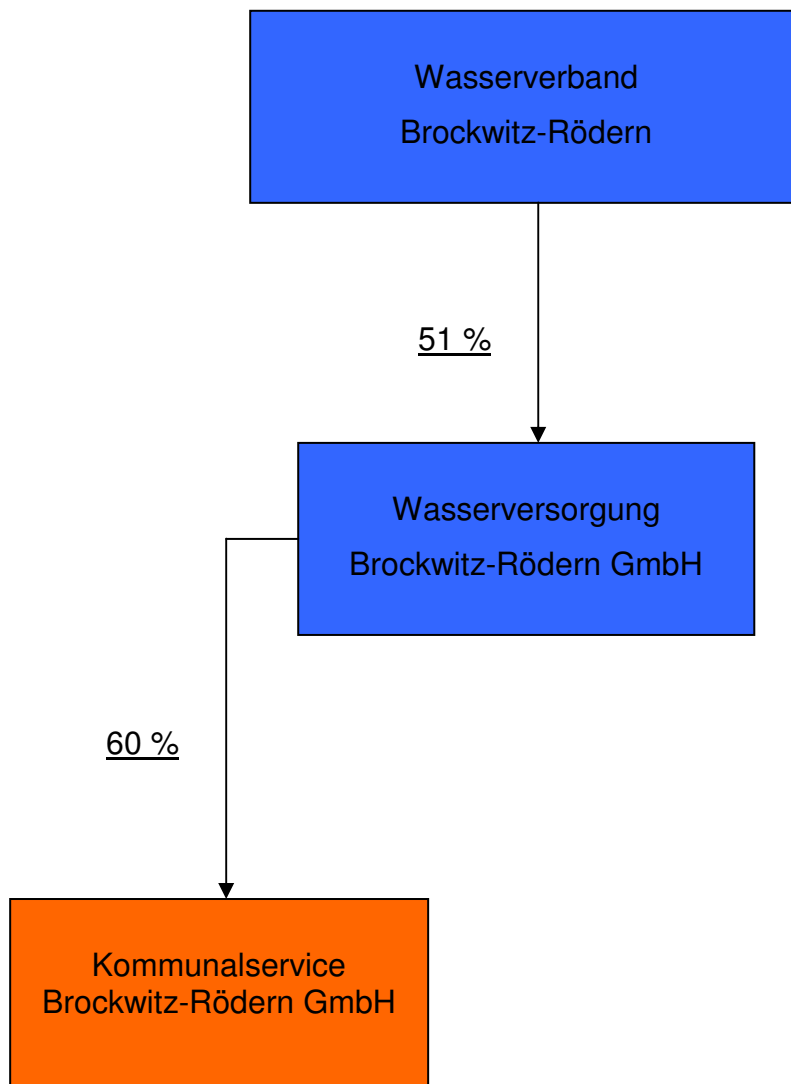 Wasserverband
Brockwitz-Rödern
51 %
Wasserversorgung
Brockwitz-Rödern GmbH
60 %
Kommunalservice
Brockwitz-Rödern GmbH